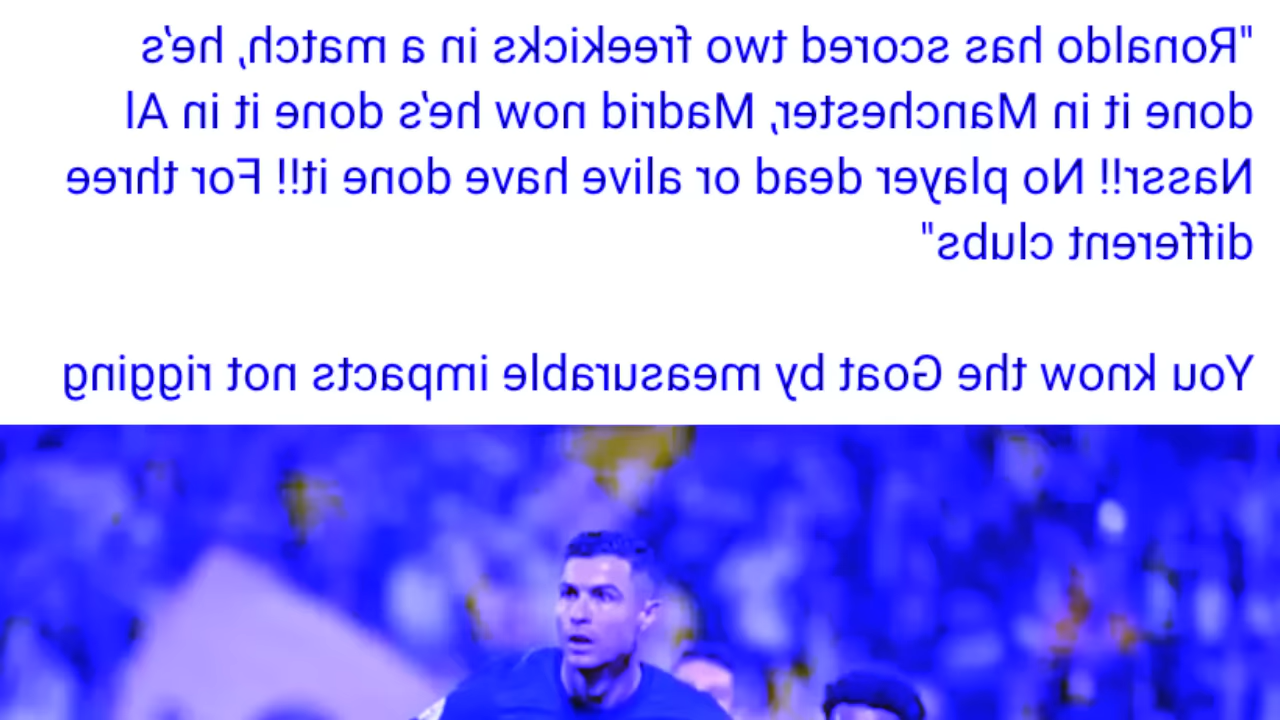 "Ronaldo has scored two freekicks in a match, he's
done it in Manchester, Madrid now he's done it in Al
Nassr!! No player dead or alive have done it!! For three
different clubs"
You know the Goat by measurable impacts not rigging